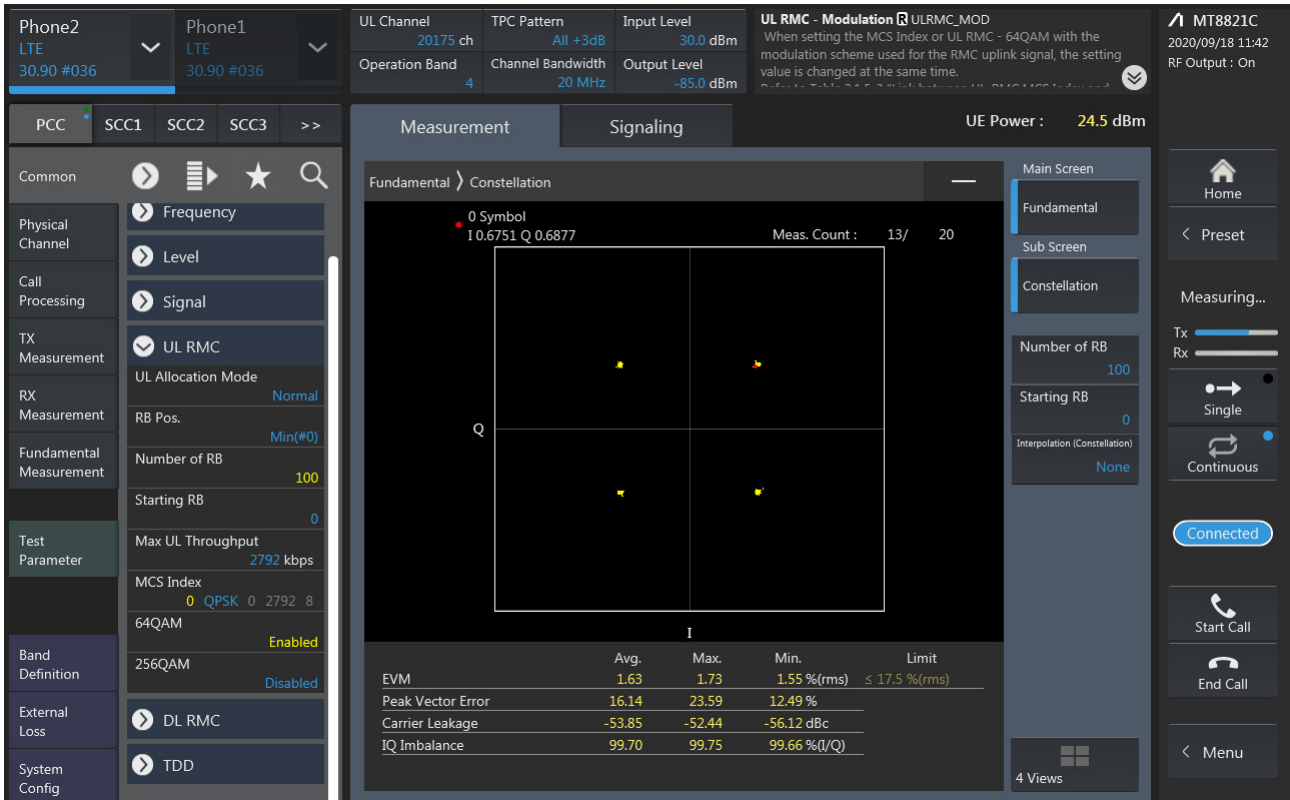 Phone2
LTE
30.90 #036
Phone1
LTE
30.90 #036
UL Channel
20175 ch
TPC Pattern
All +3dB
Input Level
30.0 dBm
Operation Band
4
Channel Bandwidth
20 MHz
Output Level
-85.0 dBm
UL RMC - Modulation R ULRMC_MOD
When setting the MCS Index or UL RMC - 64QAM with the
modulation scheme used for the RMC uplink signal, the setting
value is changed at the same time.
MT8821C
2020/09/18 11:42
RF Output : On
PCC SCC1 SCC2 SCC3 >>
Measurement
Signaling
UE Power : 24.5 dBm
Common
Physical
Channel
Call
Processing
TX
Measurement
RX
Measurement
Fundamental
Measurement
Test
Parameter
Band
Definition
External
Loss
System
Config
Frequency
Level
Signal
UL RMC
UL Allocation Mode
Normal
RB Pos.
Min(#0)
Number of RB
100
Starting RB
0
Max UL Throughput
2792 kbps
MCS Index
0 QPSK 0 2792 8
64QAM
Enabled
256QAM
Disabled
DL RMC
TDD
Fundamental 〉 Constellation
0 Symbol
I 0.6751 Q 0.6877
Meas. Count : 13/ 20
Q
I
Avg. Max. Min. Limit
EVM 1.63 1.73 1.55 %(rms) ≤ 17.5 %(rms)
Peak Vector Error 16.14 23.59 12.49 %
Carrier Leakage -53.85 -52.44 -56.12 dBc
IQ Imbalance 99.70 99.75 99.66 %(I/Q)
Main Screen
Fundamental
Sub Screen
Constellation
Number of RB
100
Starting RB
0
Interpolation (Constellation)
None
4 Views
Home
< Preset
Measuring...
Tx
Rx
Single
Continuous
Connected
Start Call
End Call
< Menu